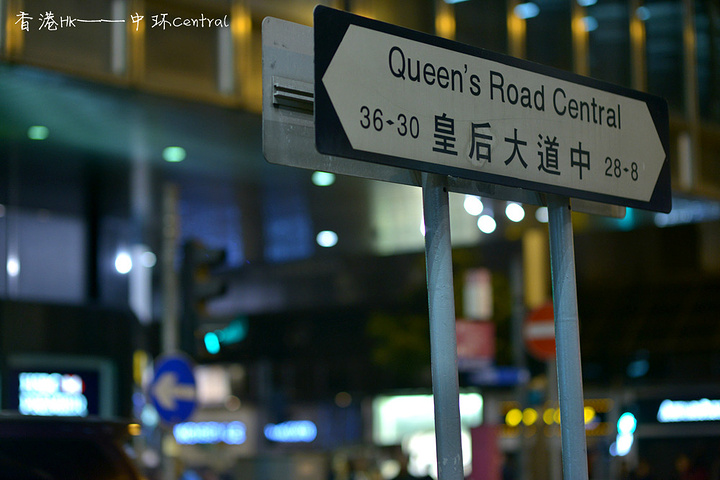 香港HK——中环Central
Queen's Road Central
36-30 皇后大道中 28-8